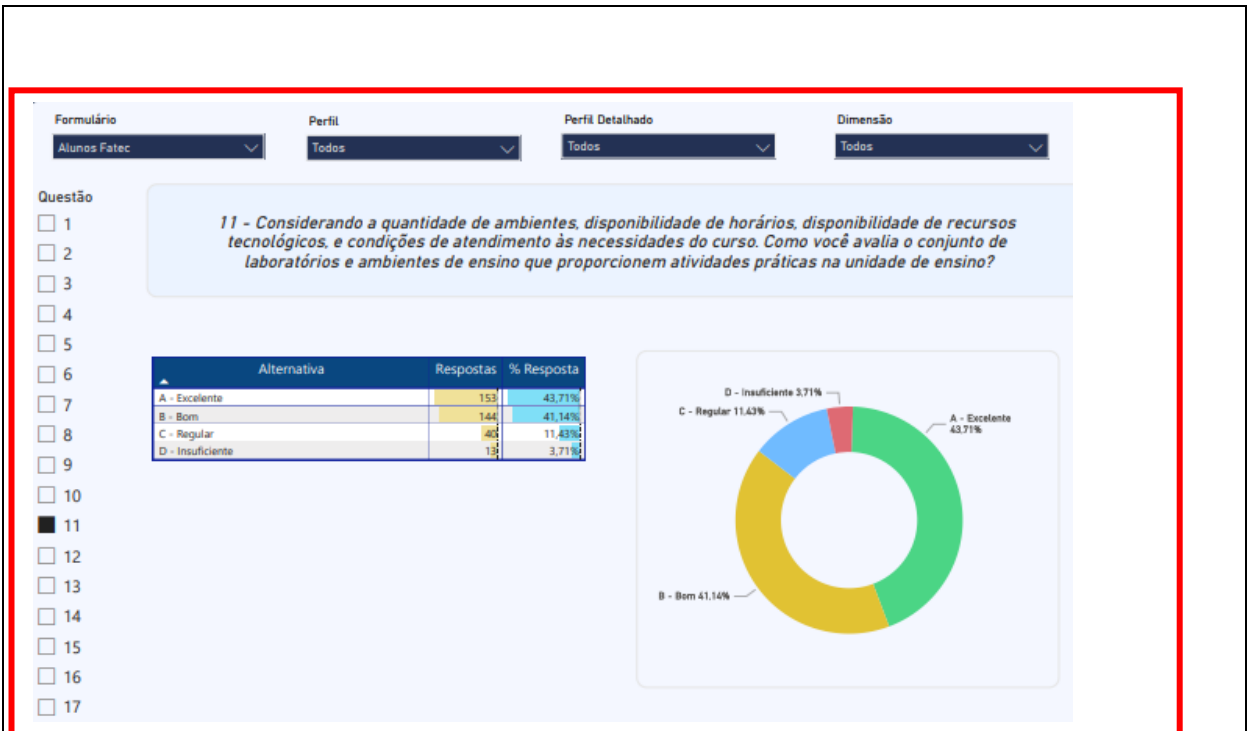 Formulário
Perfil
Perfil Detalhado
Dimensão
Alunos Fatec
Todos
Todos
Todos
Questão
1
2
3
4
5
6
7
8
9
10
11
12
13
14
15
16
17
11 - Considerando a quantidade de ambientes, disponibilidade de horários, disponibilidade de recursos
tecnológicos, e condições de atendimento às necessidades do curso. Como você avalia o conjunto de
laboratórios e ambientes de ensino que proporcionem atividades práticas na unidade de ensino?
Alternativa Respostas % Resposta
A - Excelente 153 43,71%
B - Bom 144 41,14%
C - Regular 40 11,43%
D - Insuficiente 13 3,71%
D - Insuficiente 3,71%
C - Regular 11,43%
A - Excelente
43,71%
B - Bom 41,14%